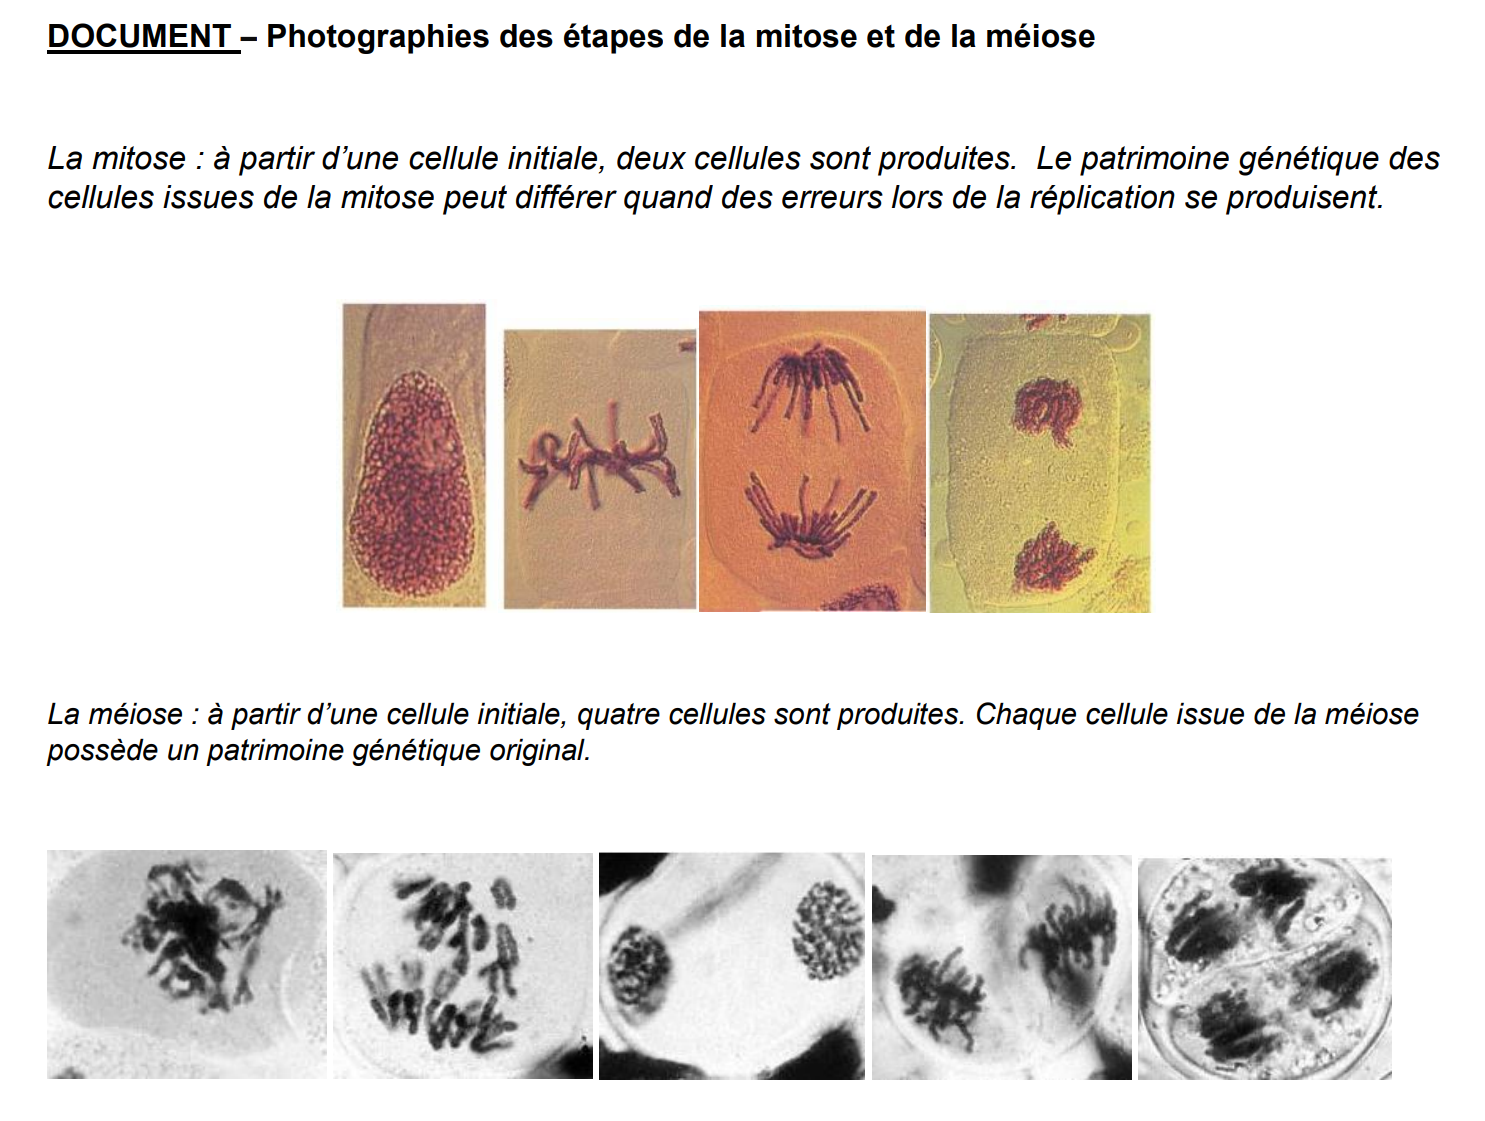 DOCUMENT – Photographies des étapes de la mitose et de la méiose
La mitose : à partir d’une cellule initiale, deux cellules sont produites.  Le patrimoine génétique des
cellules issues de la mitose peut différer quand des erreurs lors de la réplication se produisent.
La méiose : à partir d’une cellule initiale, quatre cellules sont produites. Chaque cellule issue de la méiose
possède un patrimoine génétique original.